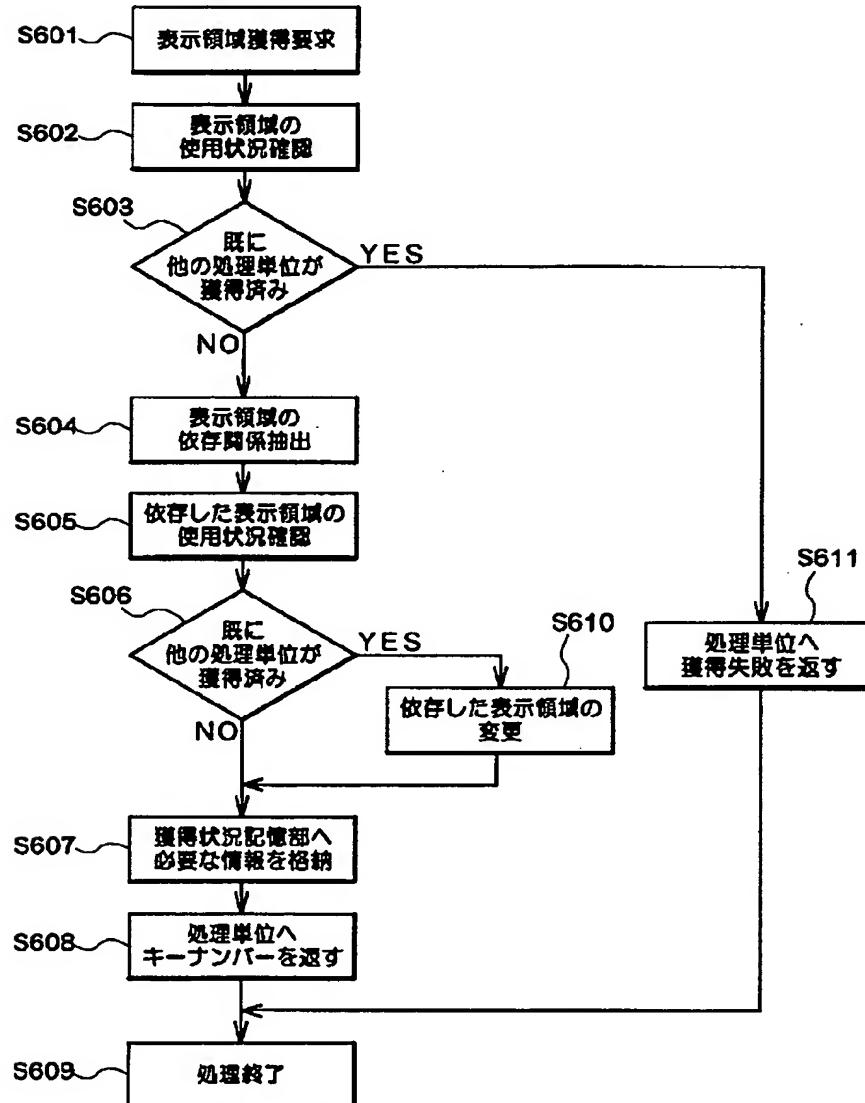 S601
表示領域獲得要求
S602
表示領域の
使用状況確認
S603
既に
他の処理単位が
獲得済み
YES
NO
S604
表示領域の
依存関係抽出
S605
依存した表示領域の
使用状況確認
S606
既に
他の処理単位が
獲得済み
YES
NO
S610
依存した表示領域の
変更
S611
処理単位へ
獲得失敗を返す
S607
獲得状況記憶部へ
必要な情報を格納
S608
処理単位へ
キーナンバーを返す
S609
処理終了